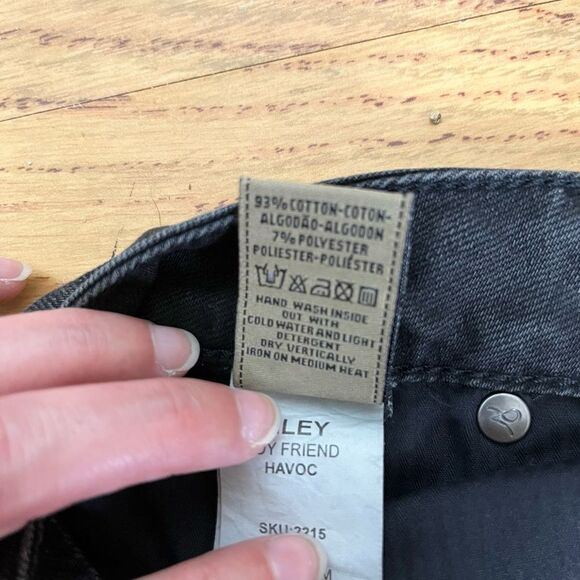 93% COTTON-COTON-
ALGODÃO-ALGODON
7% POLYESTER
POLIESTER-POLIÉSTER
HAND WASH INSIDE
OUT WITH
COLD WATER AND LIGHT
DETERGENT
DRY VERTICALLY
IRON ON MEDIUM HEAT
LEY
OY FRIEND
HAVOC
SKU:2215
M